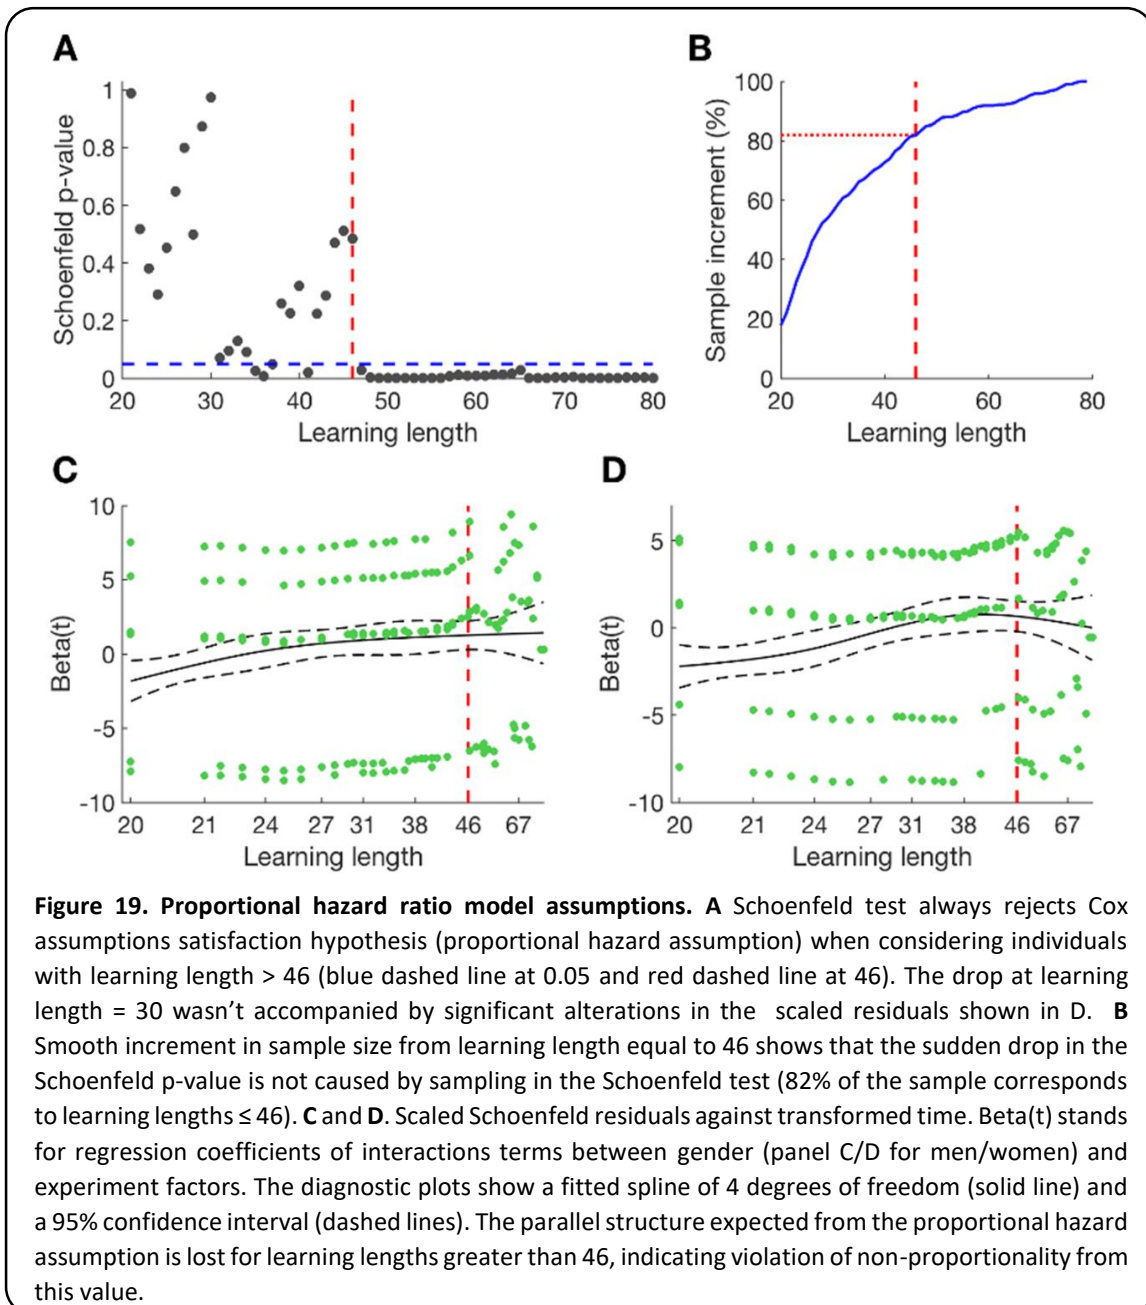 A
B
1
0.8
0.6
0.4
0.2
0
Schoenfeld p-value
20 30 40 50 60 70 80
Learning length
100
80
60
40
20
0
Sample increment (%)
20 40 60 80
Learning length
C
D
10
5
0
-5
-10
Beta(t)
20 21 24 27 31 38 46 67
Learning length
5
0
-5
-10
Beta(t)
20 21 24 27 31 38 46 67
Learning length
Figure 19. Proportional hazard ratio model assumptions. A Schoenfeld test always rejects Cox
assumptions satisfaction hypothesis (proportional hazard assumption) when considering individuals
with learning length > 46 (blue dashed line at 0.05 and red dashed line at 46). The drop at learning
length = 30 wasn’t accompanied by significant alterations in the scaled residuals shown in D. B
Smooth increment in sample size from learning length equal to 46 shows that the sudden drop in the
Schoenfeld p-value is not caused by sampling in the Schoenfeld test (82% of the sample corresponds
to learning lengths ≤ 46). C and D. Scaled Schoenfeld residuals against transformed time. Beta(t) stands
for regression coefficients of interactions terms between gender (panel C/D for men/women) and
experiment factors. The diagnostic plots show a fitted spline of 4 degrees of freedom (solid line) and
a 95% confidence interval (dashed lines). The parallel structure expected from the proportional hazard
assumption is lost for learning lengths greater than 46, indicating violation of non-proportionality from
this value.